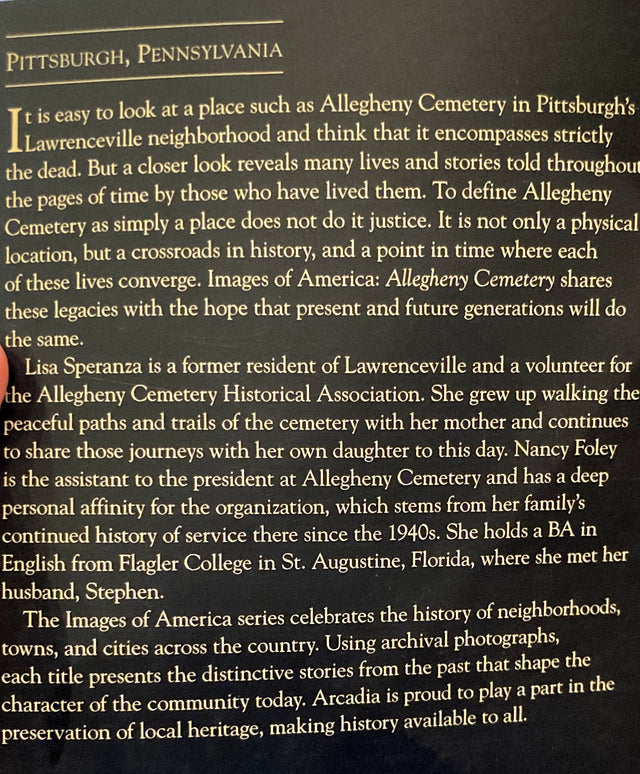 PITTSBURGH, PENNSYLVANIA
It is easy to look at a place such as Allegheny Cemetery in Pittsburgh's
Lawrenceville neighborhood and think that it encompasses strictly
the dead. But a closer look reveals many lives and stories told throughout
the pages of time by those who have lived them. To define Allegheny
Cemetery as simply a place does not do it justice. It is not only a physical
location, but a crossroads in history, and a point in time where each
of these lives converge. Images of America: Allegheny Cemetery shares
these legacies with the hope that present and future generations will do
the same.
Lisa Speranza is a former resident of Lawrenceville and a volunteer for
the Allegheny Cemetery Historical Association. She grew up walking the
peaceful paths and trails of the cemetery with her mother and continues
to share those journeys with her own daughter to this day. Nancy Foley
is the assistant to the president at Allegheny Cemetery and has a deep
personal affinity for the organization, which stems from her family's
continued history of service there since the 1940s. She holds a BA in
English from Flagler College in St. Augustine, Florida, where she met her
husband, Stephen.
The Images of America series celebrates the history of neighborhoods,
towns, and cities across the country. Using archival photographs,
each title presents the distinctive stories from the past that shape the
character of the community today. Arcadia is proud to play a part in the
preservation of local heritage, making history available to all.